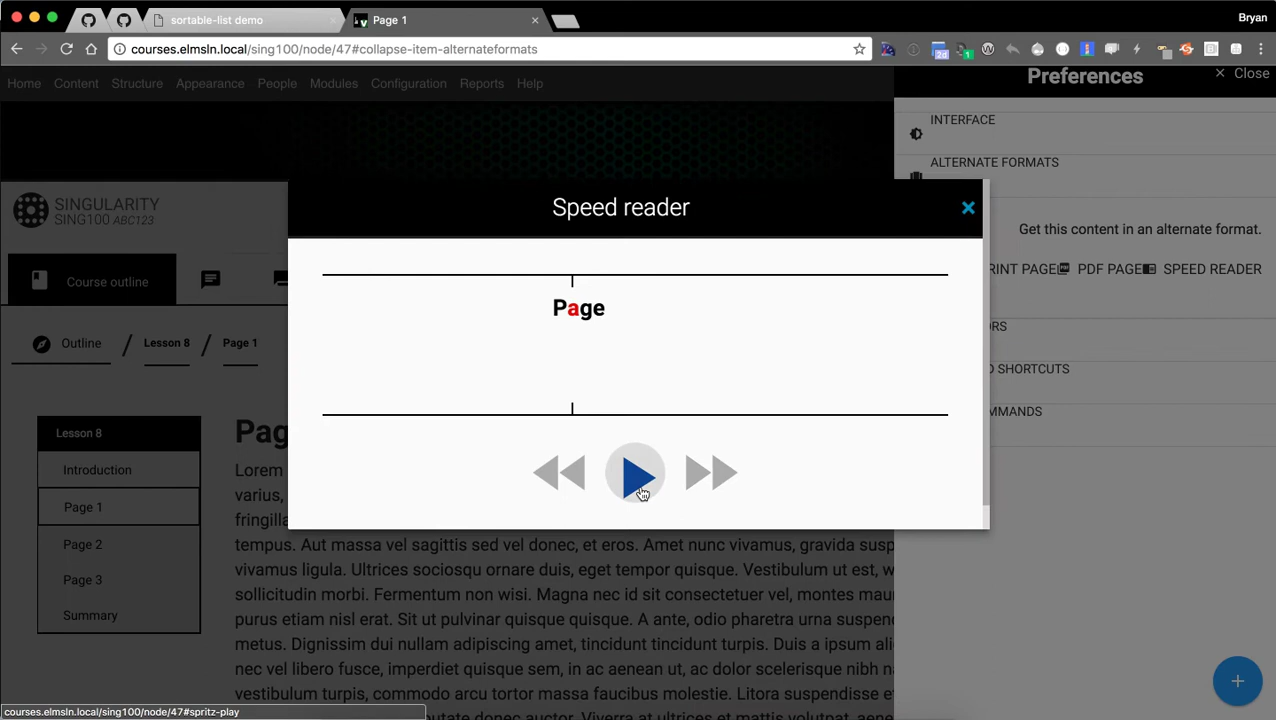 sortable-list demo
Page 1
Bryan
courses.elmsln.local/sing100/node/47#collapse-item-alternateformats
2d
1
Home Content Structure Appearance People Modules Configuration Reports Help
Preferences
Close
INTERFACE
ALTERNATE FORMATS
Get this content in an alternate format.
RINT PAGE PDF PAGE SPEED READER
ORS
O SHORTCUTS
MMANDS
SINGULARITY
SING100 ABC123
Course outline
Outline / Lesson 8 / Page 1
Speed reader
Page
Lesson 8
Introduction
Page 1
Page 2
Page 3
Summary
Pag
Lorem
varius,
fringill
tempus. Aut massa vel sagittis sed vel donec, et eros. Amet nunc vivamus, gravida susp
vivamus ligula. Ultrices sociosqu ornare duis, eget tempor quisque. Vestibulum ut est, w
sollicitudin morbi. Fermentum non wisi. Magna nec id sit consectetuer vel, montes mau
purus etiam nisl erat. Wisi rhoncus quisque quisque. A ante, odio pharetra urna semp
metus. Dignissim dui nullam adipiscing amet, tincidunt tincidunt turpis. Duis a ipsum ali
nec vel libero fusce, imperdiet quisque sem, in ac aenean ut, ac dolor scelerisque nibh n
vestibulum turpis, commodo arcu tortor massa faucibus molestie. Largha suspendisse
courses.elmsln.local/sing100/node/47#spritz-play